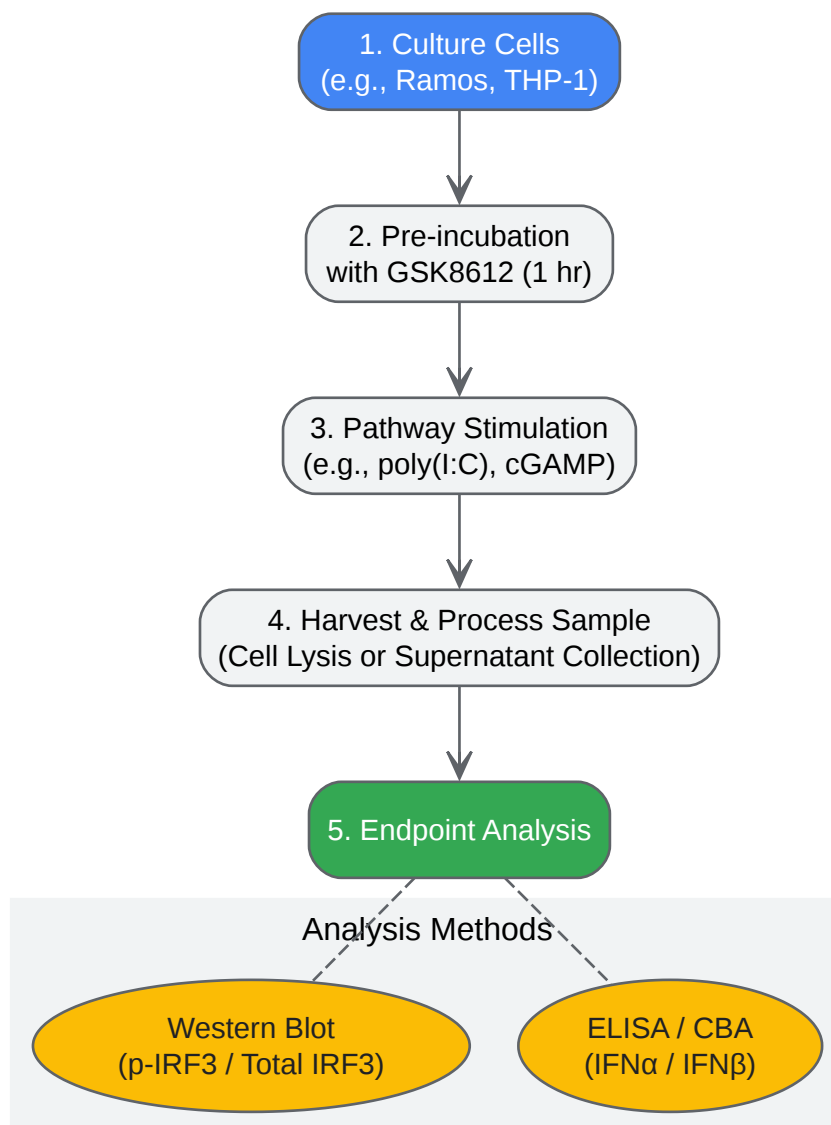 1. Culture Cells
(e.g., Ramos, THP-1)
2. Pre-incubation
with GSK8612 (1 hr)
3. Pathway Stimulation
(e.g., poly(I:C), cGAMP)
4. Harvest & Process Sample
(Cell Lysis or Supernatant Collection)
5. Endpoint Analysis
Analysis Methods
Western Blot
(p-IRF3 / Total IRF3)
ELISA / CBA
(IFNα / IFNβ)